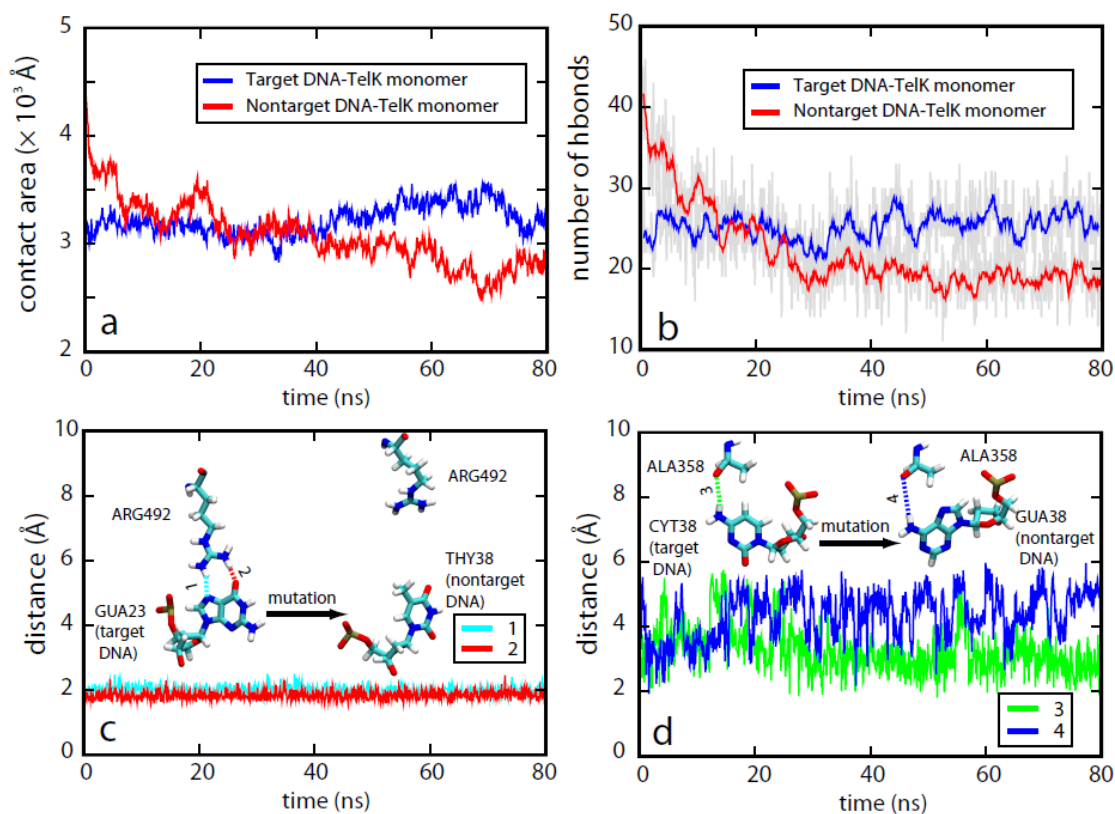 5
4
3
2
contact area (× 10³ Å)
Target DNA-TelK monomer
Nontarget DNA-TelK monomer
a
0
20
40
60
80
time (ns)
50
40
30
20
10
number of hbonds
Target DNA-TelK monomer
Nontarget DNA-TelK monomer
b
0
20
40
60
80
time (ns)
10
8
6
4
2
0
distance (Å)
ARG492
ARG492
1
2
GUA23
(target
DNA)
mutation
THY38
(nontarget
DNA)
1
2
c
0
20
40
60
80
time (ns)
10
8
6
4
2
0
distance (Å)
ALA358
ALA358
3
4
CYT38
(target
DNA)
mutation
GUA38
(nontarget
DNA)
3
4
d
0
20
40
60
80
time (ns)